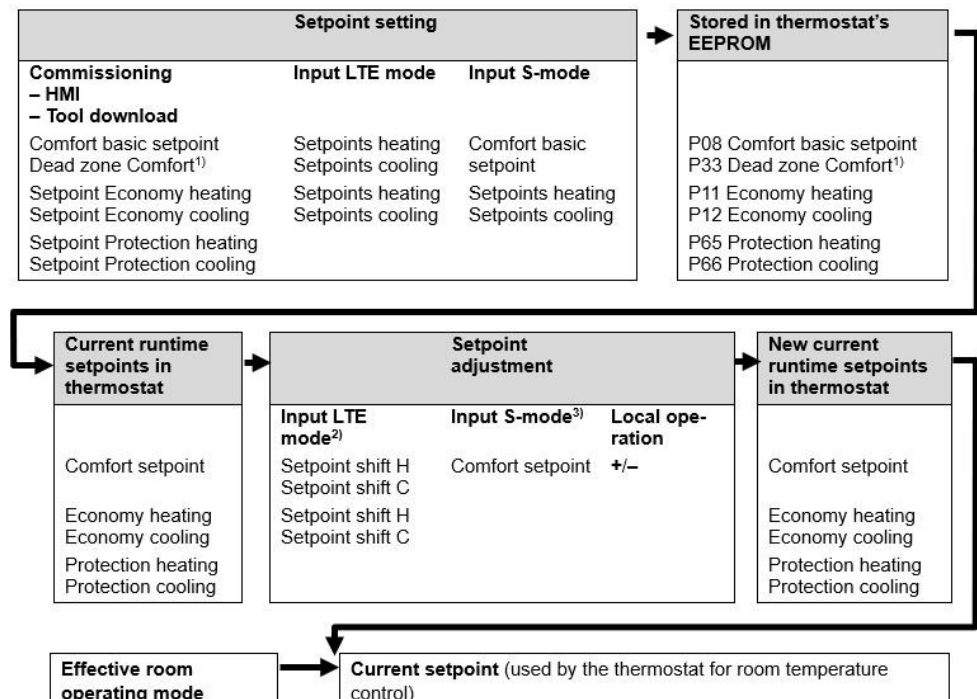 Setpoint setting
Stored in thermostat's
EEPROM
Commissioning
– HMI
– Tool download
Input LTE mode
Input S-mode
Comfort basic setpoint
Dead zone Comfort1)
Setpoints heating
Setpoints cooling
Comfort basic
setpoint
Setpoint Economy heating
Setpoint Economy cooling
Setpoints heating
Setpoints cooling
Setpoints heating
Setpoints cooling
Setpoint Protection heating
Setpoint Protection cooling
P08 Comfort basic setpoint
P33 Dead zone Comfort1)
P11 Economy heating
P12 Economy cooling
P65 Protection heating
P66 Protection cooling
Current runtime
setpoints in
thermostat
Comfort setpoint
Economy heating
Economy cooling
Protection heating
Protection cooling
Setpoint
adjustment
Input LTE
mode2)
Input S-mode3)
Local ope-
ration
Setpoint shift H
Setpoint shift C
Comfort setpoint
+/–
Setpoint shift H
Setpoint shift C
New current
runtime setpoints
in thermostat
Comfort setpoint
Economy heating
Economy cooling
Protection heating
Protection cooling
Effective room
operating mode
Current setpoint (used by the thermostat for room temperature
control)